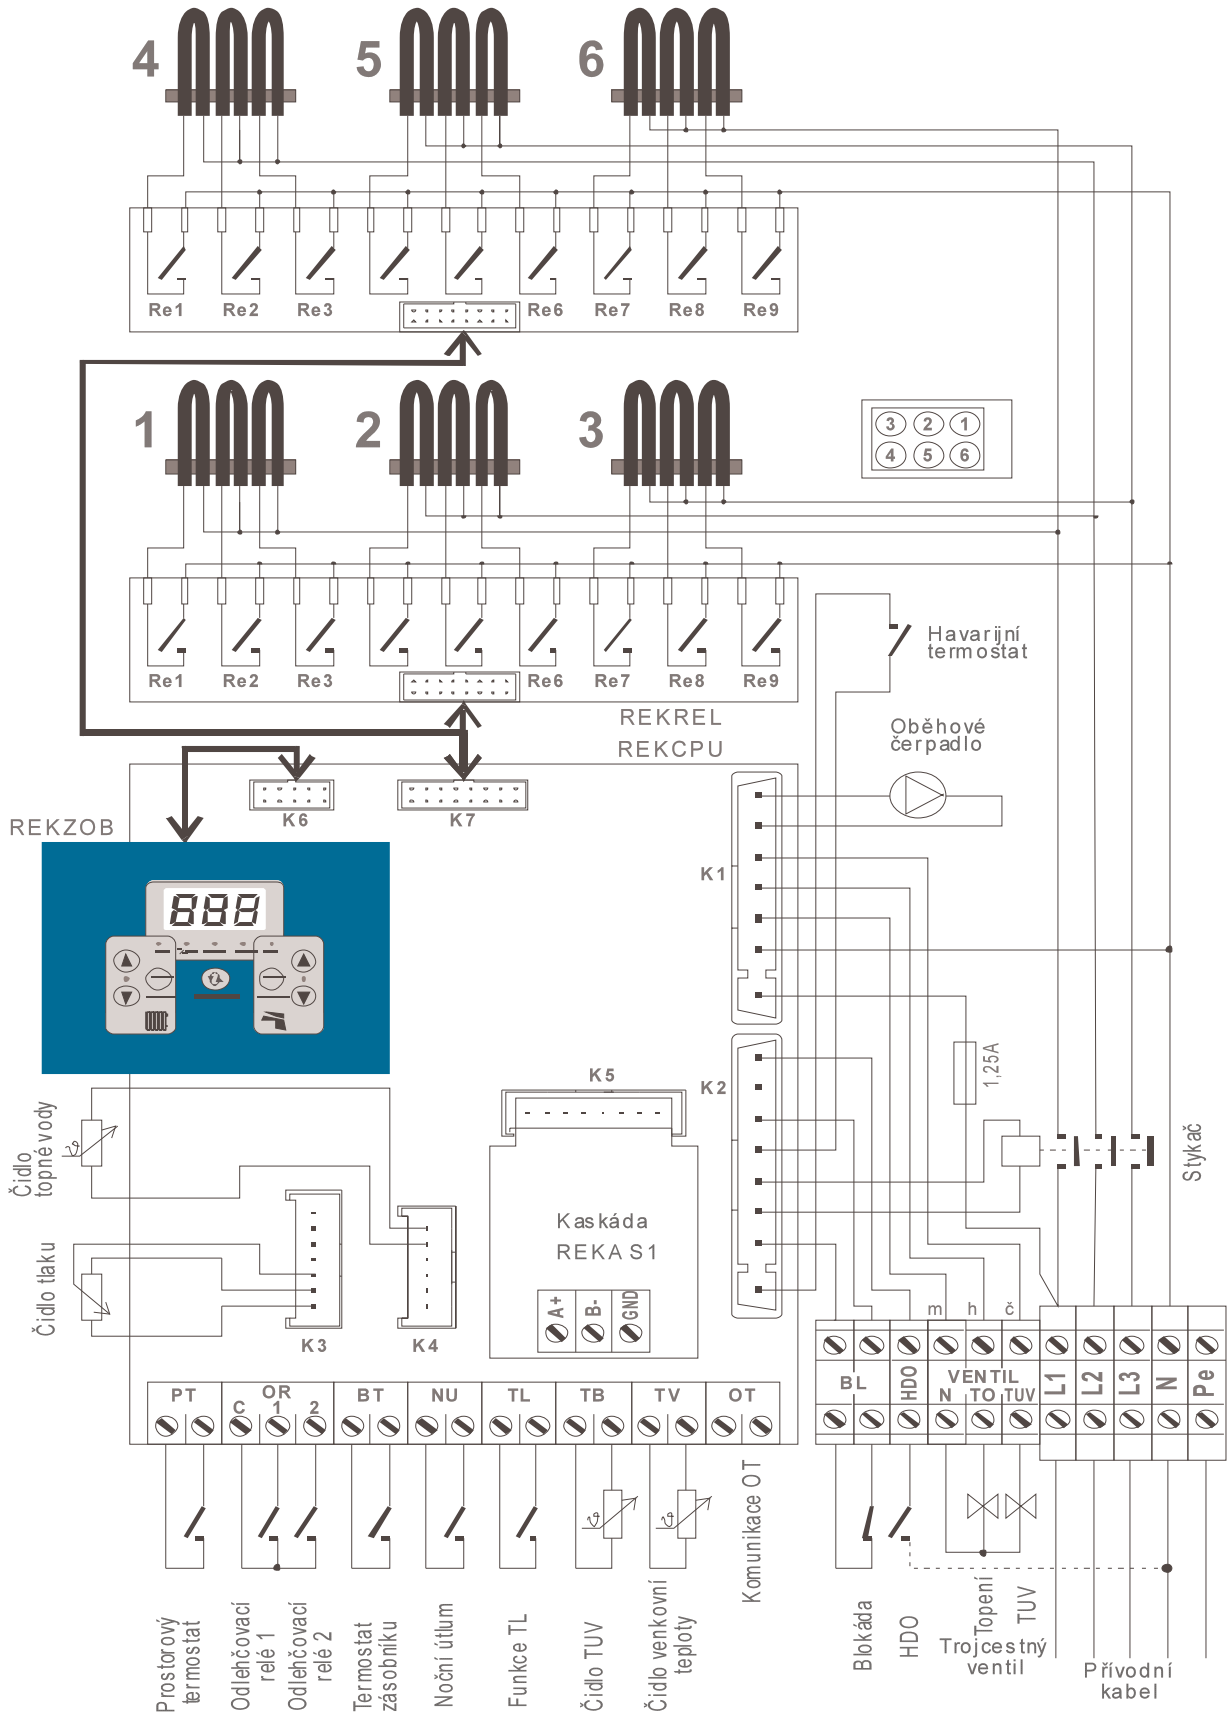 4 5 6
Re1 Re2 Re3 Re6 Re7 Re8 Re9
1 2 3
3 2 1
4 5 6
Re1 Re2 Re3 Re6 Re7 Re8 Re9
Havarijní
termostat
REKREL
REKCPU
Oběhové
čerpadlo
REKZOB
K6 K7
K1
888
%
K5
K2
1,25A
Čidlo
topné vody
ϑ
Stykač
Kaskáda
REKA S1
Čidlo tlaku
A+ B- GND
K3 K4
m h č
PT OR BT NU TL TB TV OT
C 1 2
BL HDO VENTIL L1 L2 L3 N Pe
N TO TUV
ϑ ϑ
Prostorový
termostat
Odlehčovací
relé 1
Odlehčovací
relé 2
Termostat
zásobníku
Noční útlum
Funkce TL
Čidlo TUV
Čidlo venkovní
teploty
Komunikace OT
Blokáda
HDO
Topení
TUV
Trojcestný
ventil
Přívodní
kabel